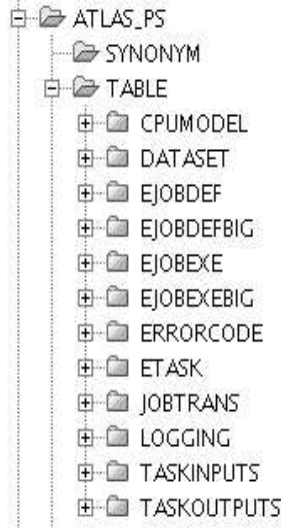 ATLAS_PS
SYNONYM
TABLE
CPUMODEL
DATASET
EJOBDEF
EJOBDEFBIG
EJOBEXE
EJOBEXEBIG
ERRORCODE
ETASK
JOBTRANS
LOGGING
TASKINPUTS
TASKOUTPUTS